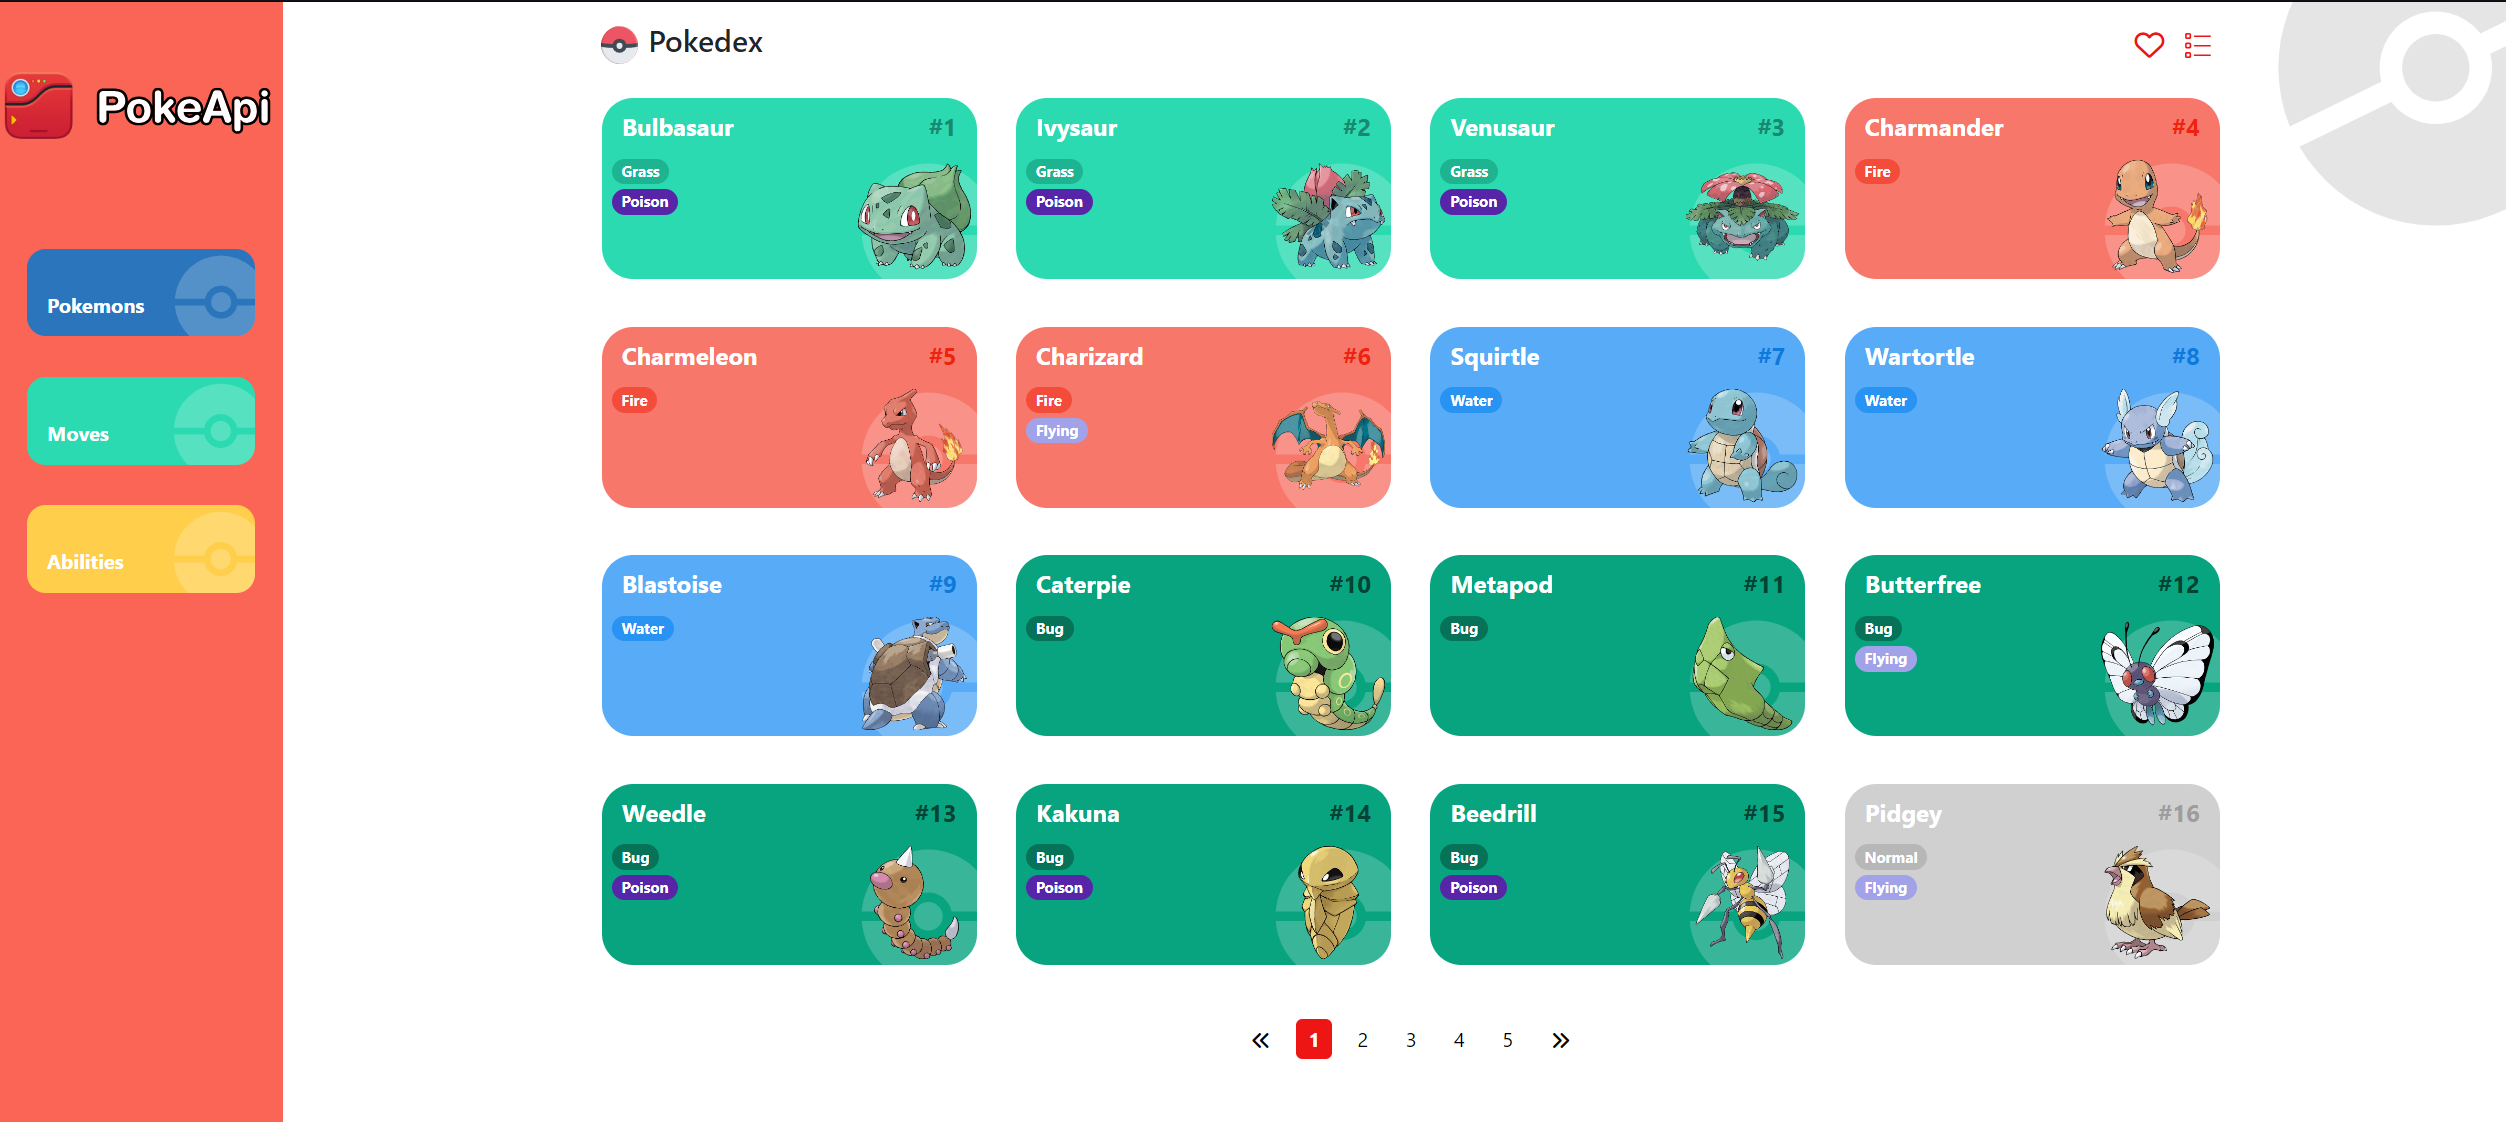 PokeApi
Pokemons
Moves
Abilities
Pokedex
Bulbasaur #1
Grass
Poison
Ivysaur #2
Grass
Poison
Venusaur #3
Grass
Poison
Charmander #4
Fire
Charmeleon #5
Fire
Charizard #6
Fire
Flying
Squirtle #7
Water
Wartortle #8
Water
Blastoise #9
Water
Caterpie #10
Bug
Metapod #11
Bug
Butterfree #12
Bug
Flying
Weedle #13
Bug
Poison
Kakuna #14
Bug
Poison
Beedrill #15
Bug
Poison
Pidgey #16
Normal
Flying
« 1 2 3 4 5 »